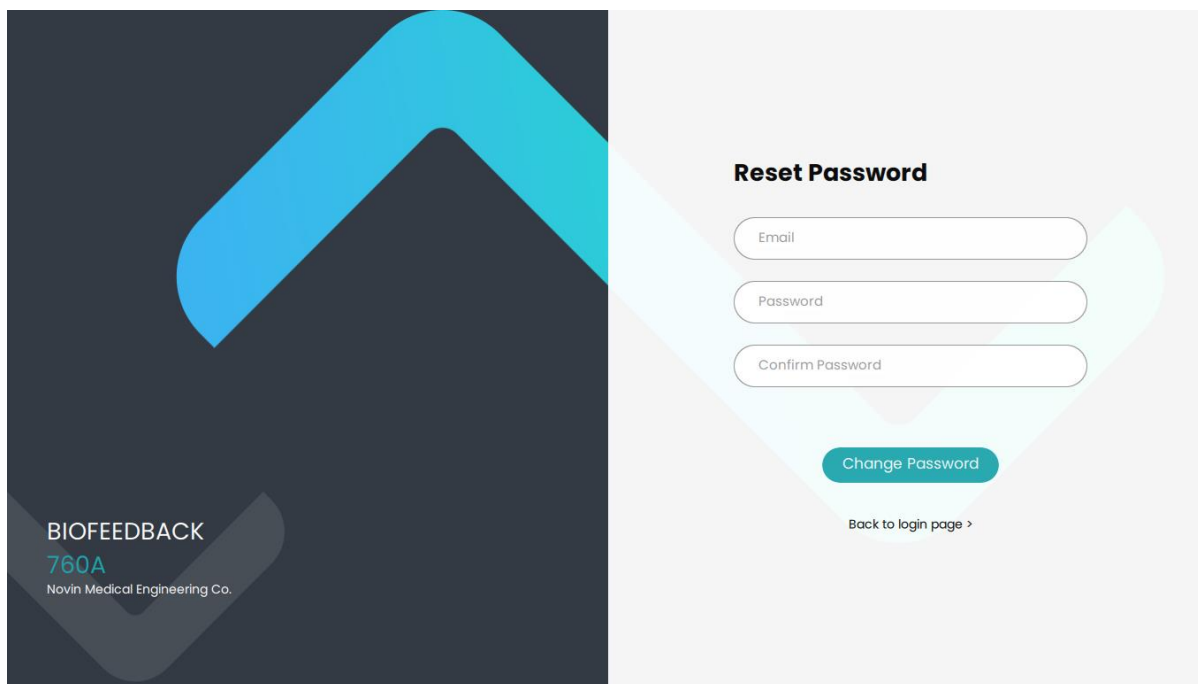 BIOFEEDBACK
760A
Novin Medical Engineering Co.
Reset Password
Email
Password
Confirm Password
Change Password
Back to login page >